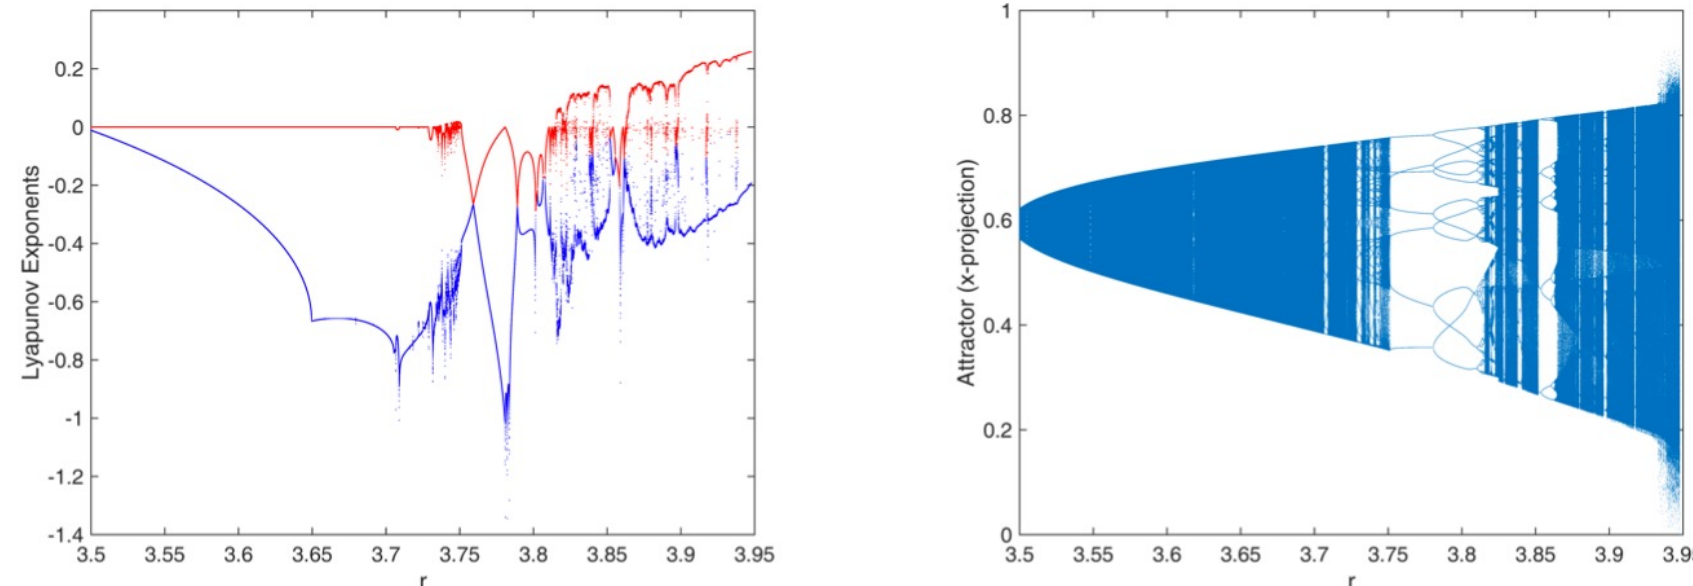 Lyapunov Exponents
0.2
0
-0.2
-0.4
-0.6
-0.8
-1
-1.2
-1.4
3.5 3.55 3.6 3.65 3.7 3.75 3.8 3.85 3.9 3.95
r
Attractor (x-projection)
1
0.8
0.6
0.4
0.2
0
3.5 3.55 3.6 3.65 3.7 3.75 3.8 3.85 3.9 3.9
r